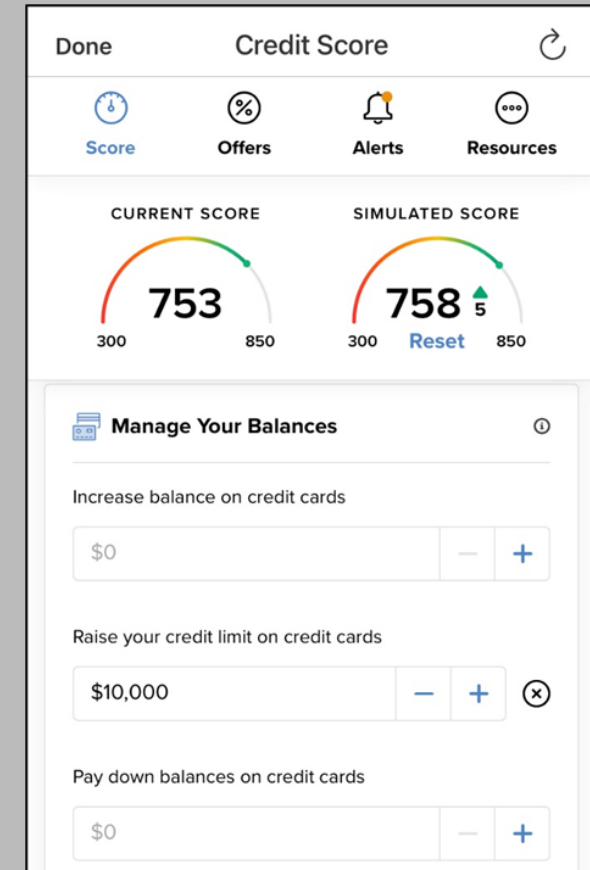 Done Credit Score
Score Offers Alerts Resources
CURRENT SCORE SIMULATED SCORE
753 758 5
300 850 300 Reset 850
Manage Your Balances
Increase balance on credit cards
$0
Raise your credit limit on credit cards
$10,000
Pay down balances on credit cards
$0